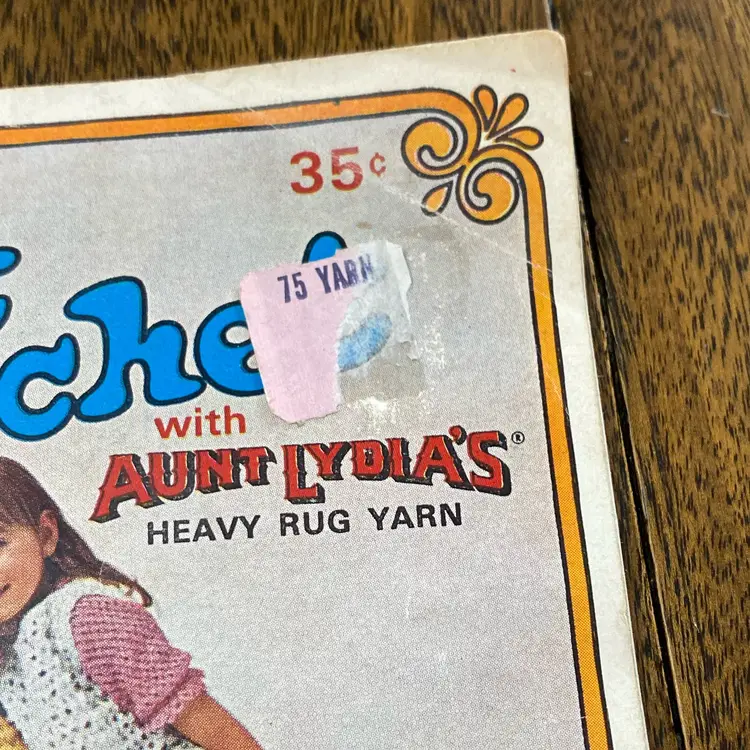 35¢
75 YARN
with
AUNT LYDIA'S®
HEAVY RUG YARN